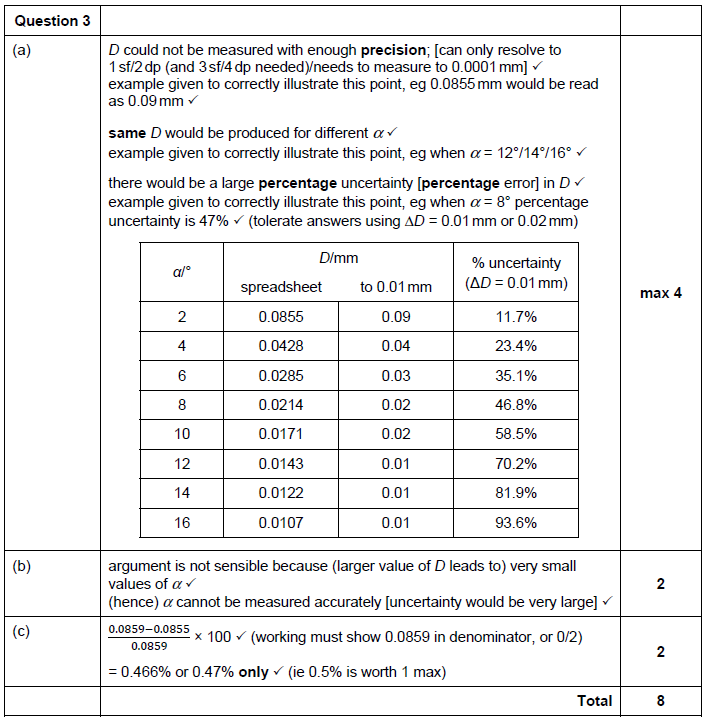 Question 3
(a)
D could not be measured with enough precision; [can only resolve to
1 sf/2 dp (and 3 sf/4 dp needed)/needs to measure to 0.0001 mm] ✓
example given to correctly illustrate this point, eg 0.0855 mm would be read
as 0.09 mm ✓
same D would be produced for different α ✓
example given to correctly illustrate this point, eg when α = 12°/14°/16° ✓
there would be a large percentage uncertainty [percentage error] in D ✓
example given to correctly illustrate this point, eg when α = 8° percentage
uncertainty is 47% ✓ (tolerate answers using ΔD = 0.01 mm or 0.02 mm)
α/° D/mm % uncertainty
spreadsheet to 0.01 mm (ΔD = 0.01 mm)
2 0.0855 0.09 11.7%
4 0.0428 0.04 23.4%
6 0.0285 0.03 35.1%
8 0.0214 0.02 46.8%
10 0.0171 0.02 58.5%
12 0.0143 0.01 70.2%
14 0.0122 0.01 81.9%
16 0.0107 0.01 93.6%
max 4
(b)
argument is not sensible because (larger value of D leads to) very small
values of α ✓
(hence) α cannot be measured accurately [uncertainty would be very large] ✓
2
(c)
0.0859−0.0855
0.0859
× 100 ✓ (working must show 0.0859 in denominator, or 0/2)
= 0.466% or 0.47% only ✓ (ie 0.5% is worth 1 max)
2
Total 8